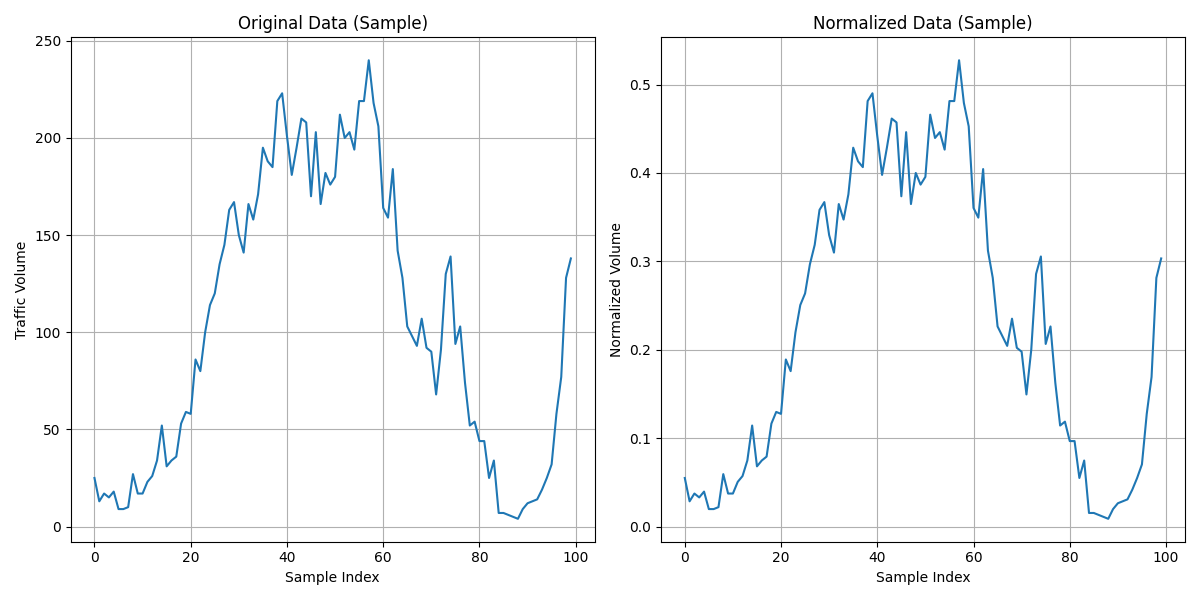 Original Data (Sample)
250
200
150
100
50
0
Traffic Volume
0 20 40 60 80 100
Sample Index
Normalized Data (Sample)
0.5
0.4
0.3
0.2
0.1
0.0
Normalized Volume
0 20 40 60 80 100
Sample Index